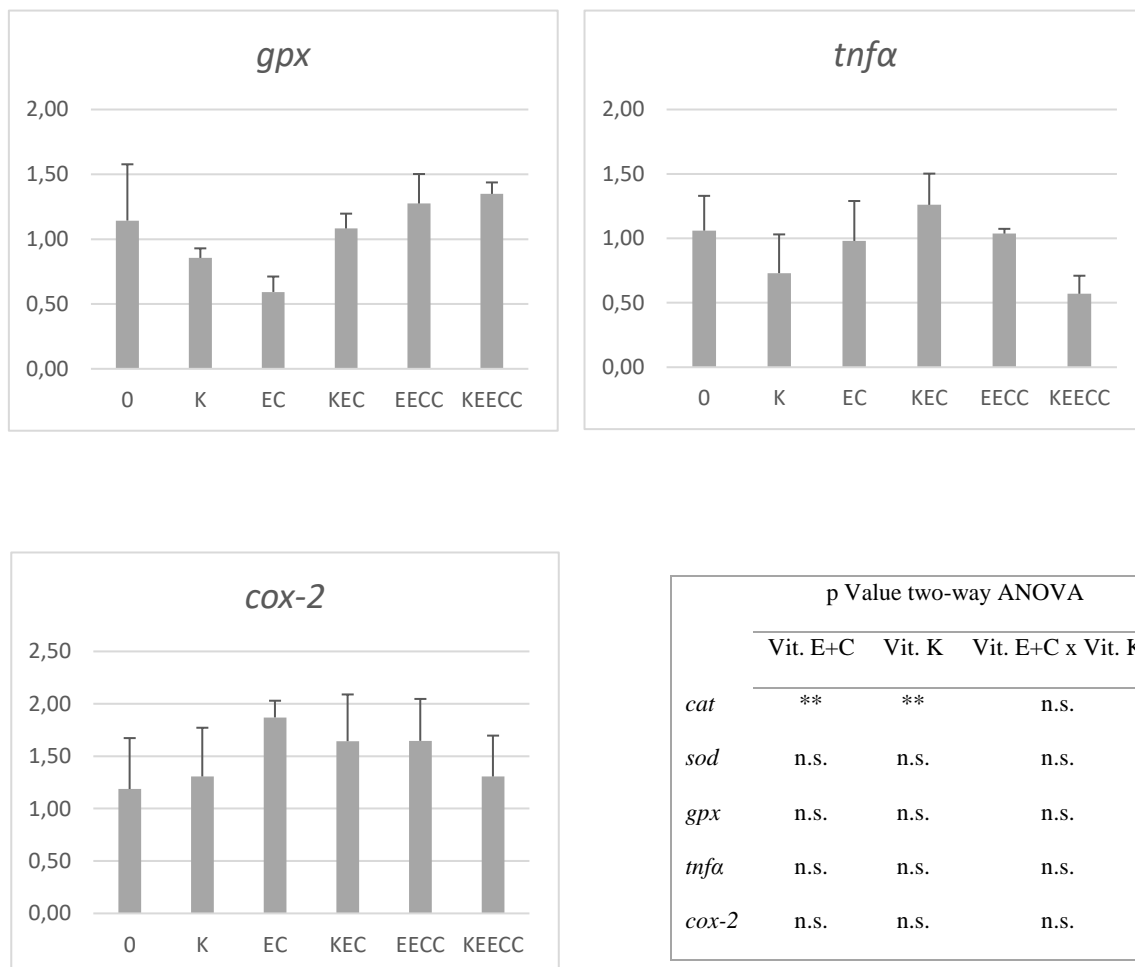 gpx
2,00
1,50
1,00
0,50
0,00
0 K EC KEC EECC KEECC
tnfα
2,00
1,50
1,00
0,50
0,00
0 K EC KEC EECC KEECC
cox-2
2,50
2,00
1,50
1,00
0,50
0,00
0 K EC KEC EECC KEECC
p Value two-way ANOVA
Vit. E+C Vit. K Vit. E+C x Vit. K
cat ** ** n.s.
sod n.s. n.s. n.s.
gpx n.s. n.s. n.s.
tnfα n.s. n.s. n.s.
cox-2 n.s. n.s. n.s.